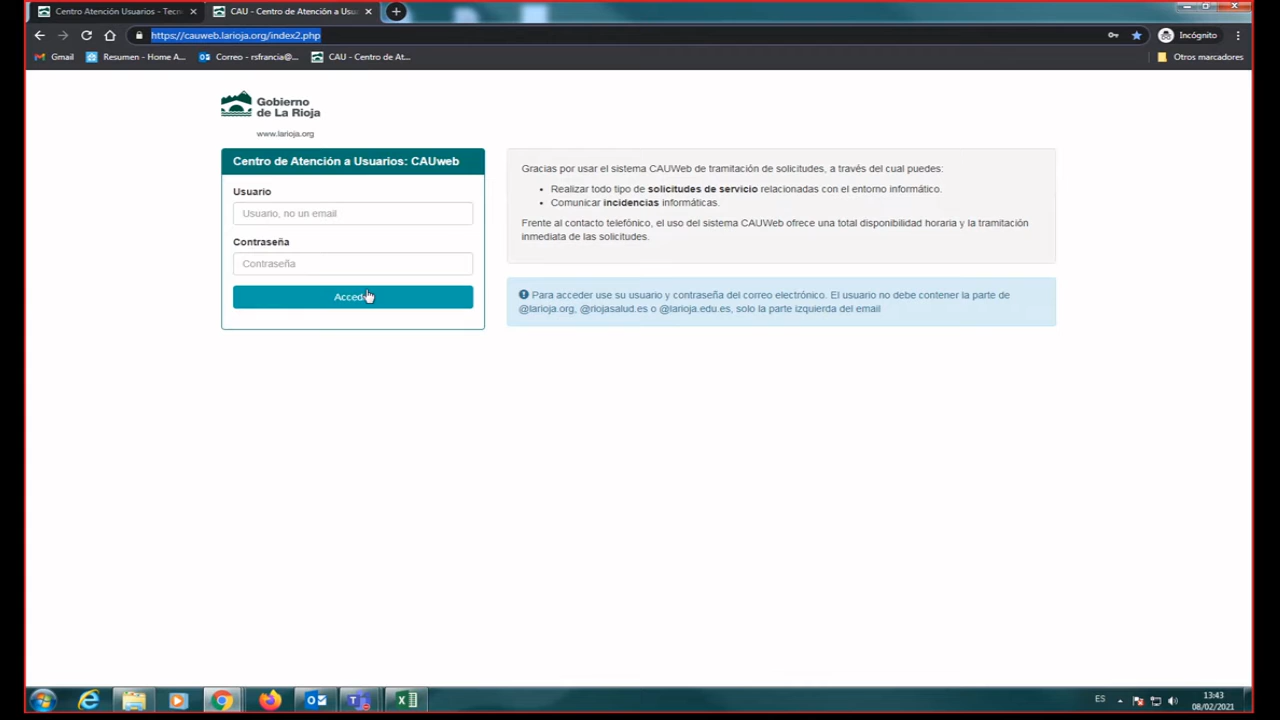 Centro Atención Usuarios - Tecn
CAU - Centro de Atención a Usu
https://cauweb.larioja.org/index2.php
Incógnito
Gmail
Resumen - Home A...
Correo - rsfrancia@...
CAU - Centro de At...
Otros marcadores
Gobierno
de La Rioja
www.larioja.org
Centro de Atención a Usuarios: CAUweb
Usuario
Usuario, no un email
Contraseña
Contraseña
Gracias por usar el sistema CAUWeb de tramitación de solicitudes, a través del cual puedes:
• Realizar todo tipo de solicitudes de servicio relacionadas con el entorno informático.
• Comunicar incidencias informáticas.
Frente al contacto telefónico, el uso del sistema CAUWeb ofrece una total disponibilidad horaria y la tramitación
inmediata de las solicitudes.
Para acceder use su usuario y contraseña del correo electrónico. El usuario no debe contener la parte de
@larioja.org, @riojasalud.es o @larioja.edu.es, solo la parte izquierda del email
ES
13:43
08/02/2021